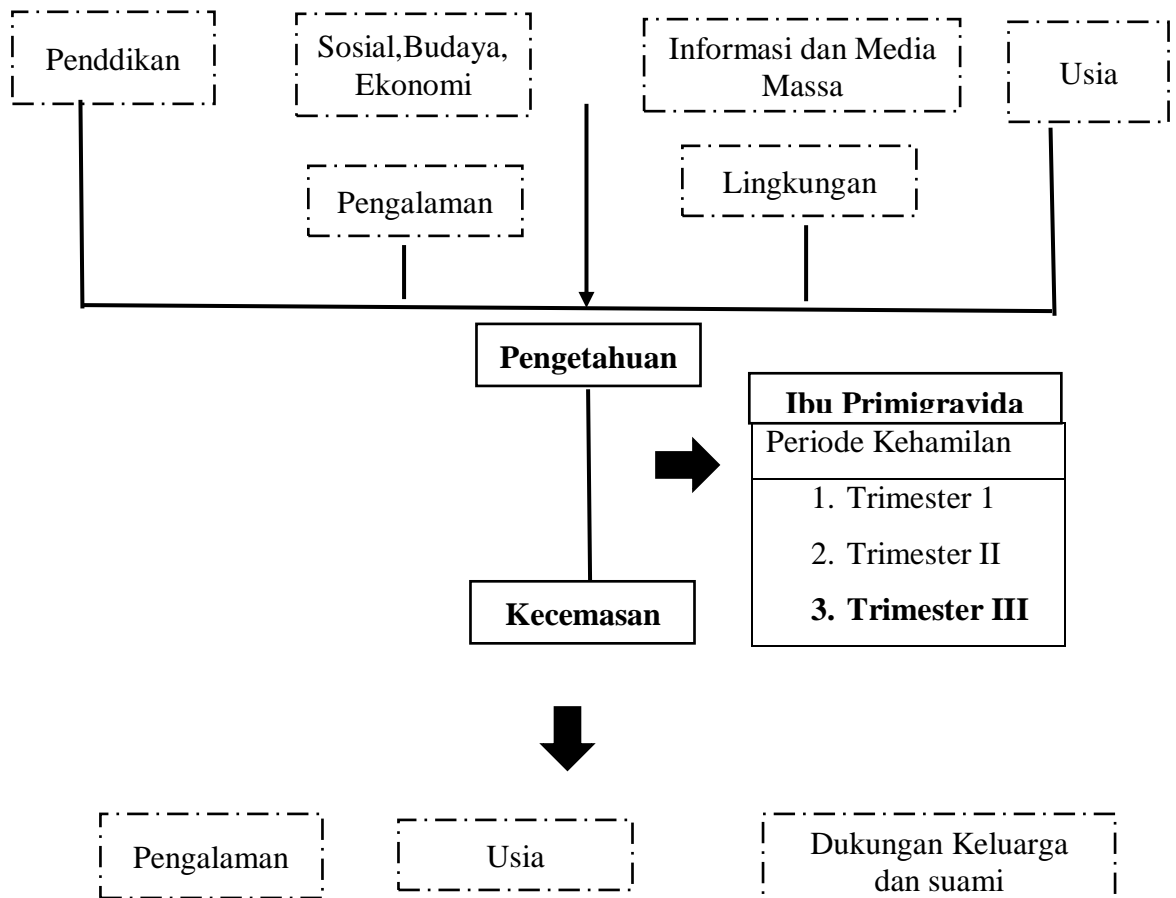 Penddikan
Sosial,Budaya,
Ekonomi
Informasi dan Media
Massa
Usia
Pengalaman
Lingkungan
Pengetahuan
Ibu Primigravida
Periode Kehamilan
1. Trimester 1
2. Trimester II
3. Trimester III
Kecemasan
Pengalaman
Usia
Dukungan Keluarga
dan suami